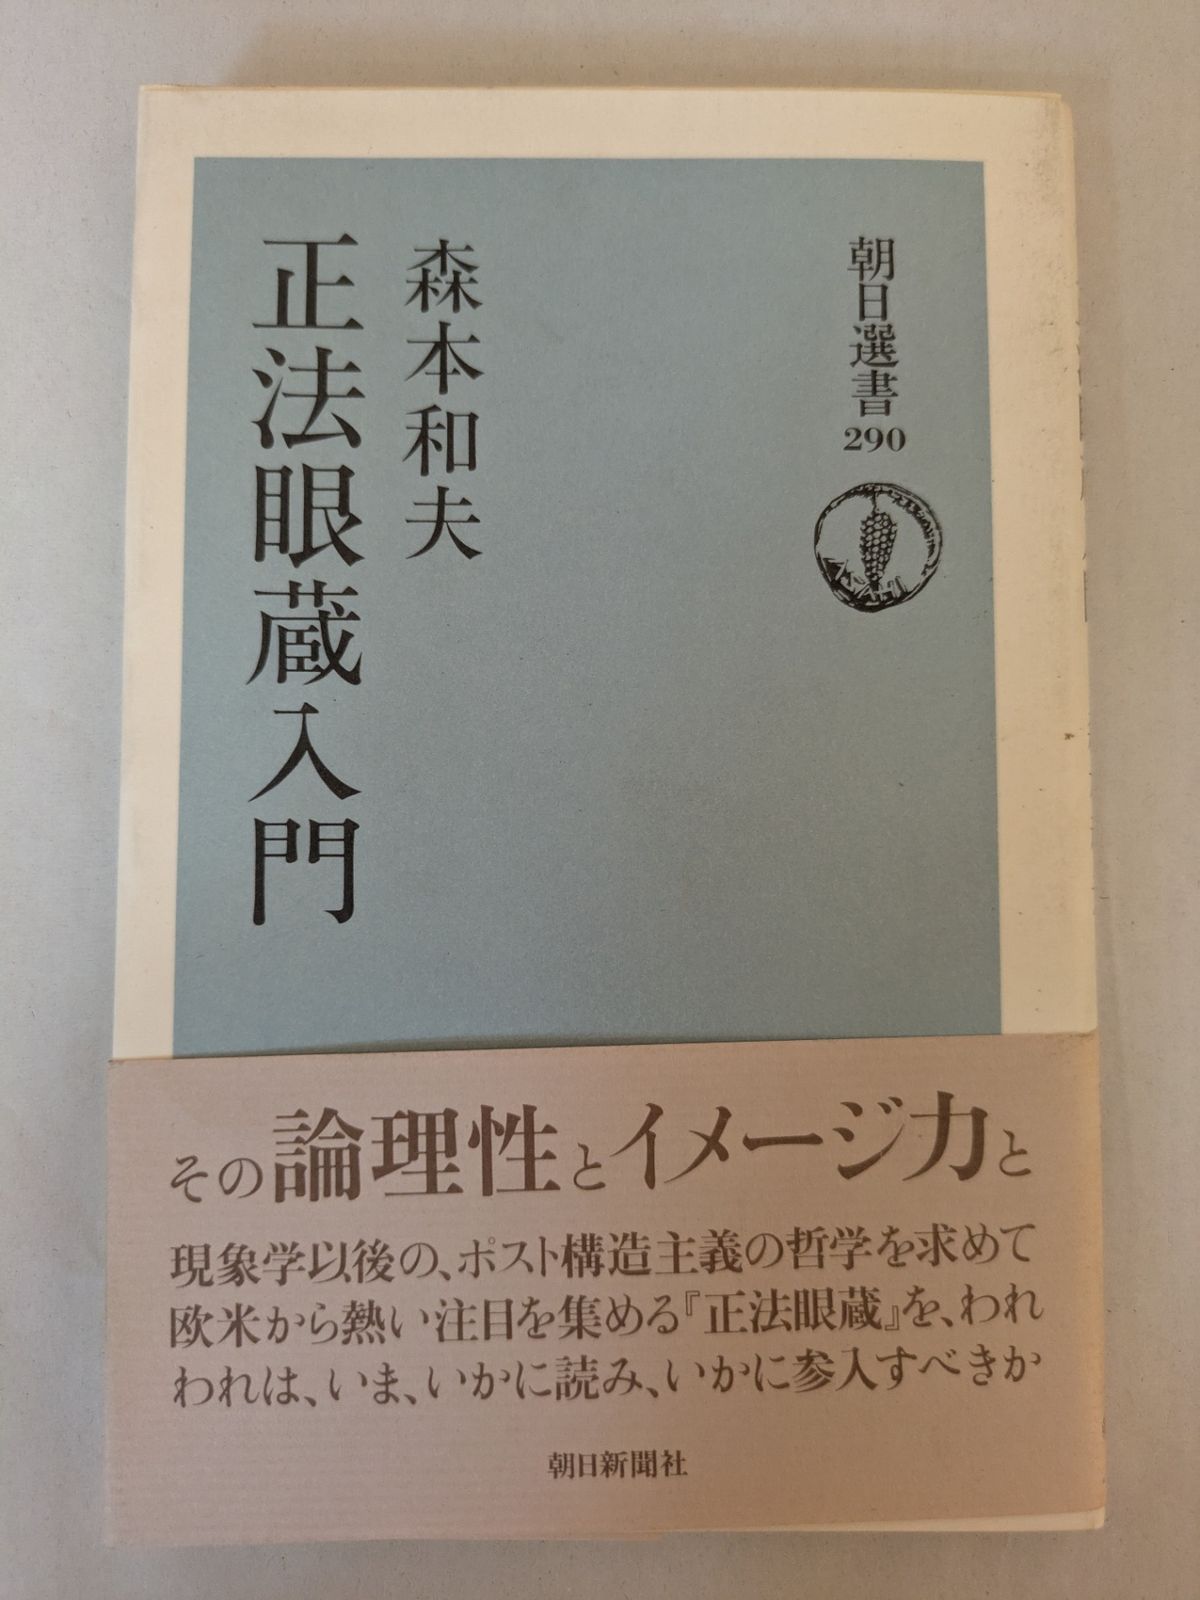 朝日選書
290
ASAHI
森本和夫
正法眼蔵入門
その論理性とイメージ力と
現象学以後の、ポスト構造主義の哲学を求めて
欧米から熱い注目を集める『正法眼蔵』を、われ
われは、いま、いかに読み、いかに参入すべきか
朝日新聞社